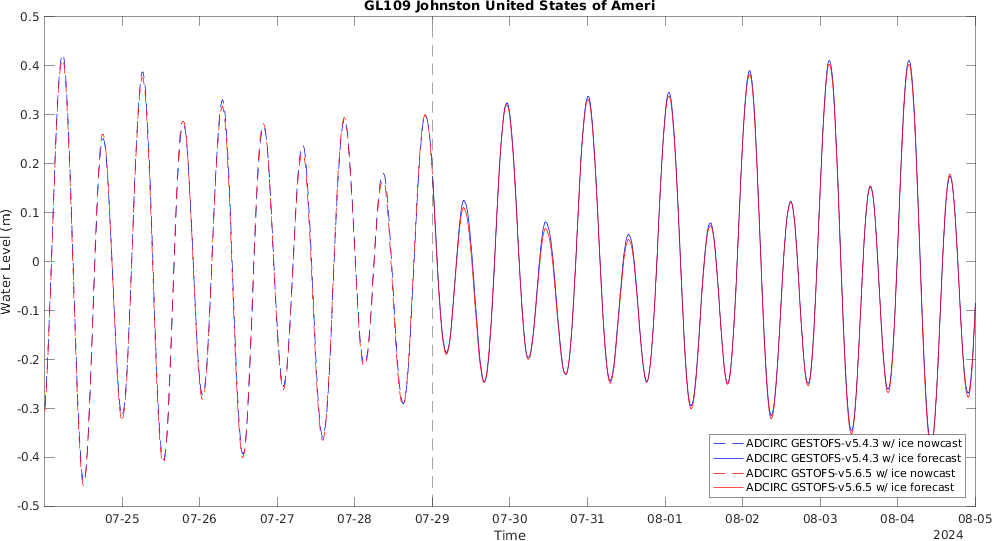 GL109 Johnston United States of Ameri
0.5
0.4
0.3
0.2
0.1
0
-0.1
-0.2
-0.3
-0.4
-0.5
Water Level (m)
ADCIRC GESTOFS-v5.4.3 w/ ice nowcast
ADCIRC GESTOFS-v5.4.3 w/ ice forecast
ADCIRC GSTOFS-v5.6.5 w/ ice nowcast
ADCIRC GSTOFS-v5.6.5 w/ ice forecast
07-25 07-26 07-27 07-28 07-29 07-30 07-31 08-01 08-02 08-03 08-04 08-05
Time
2024